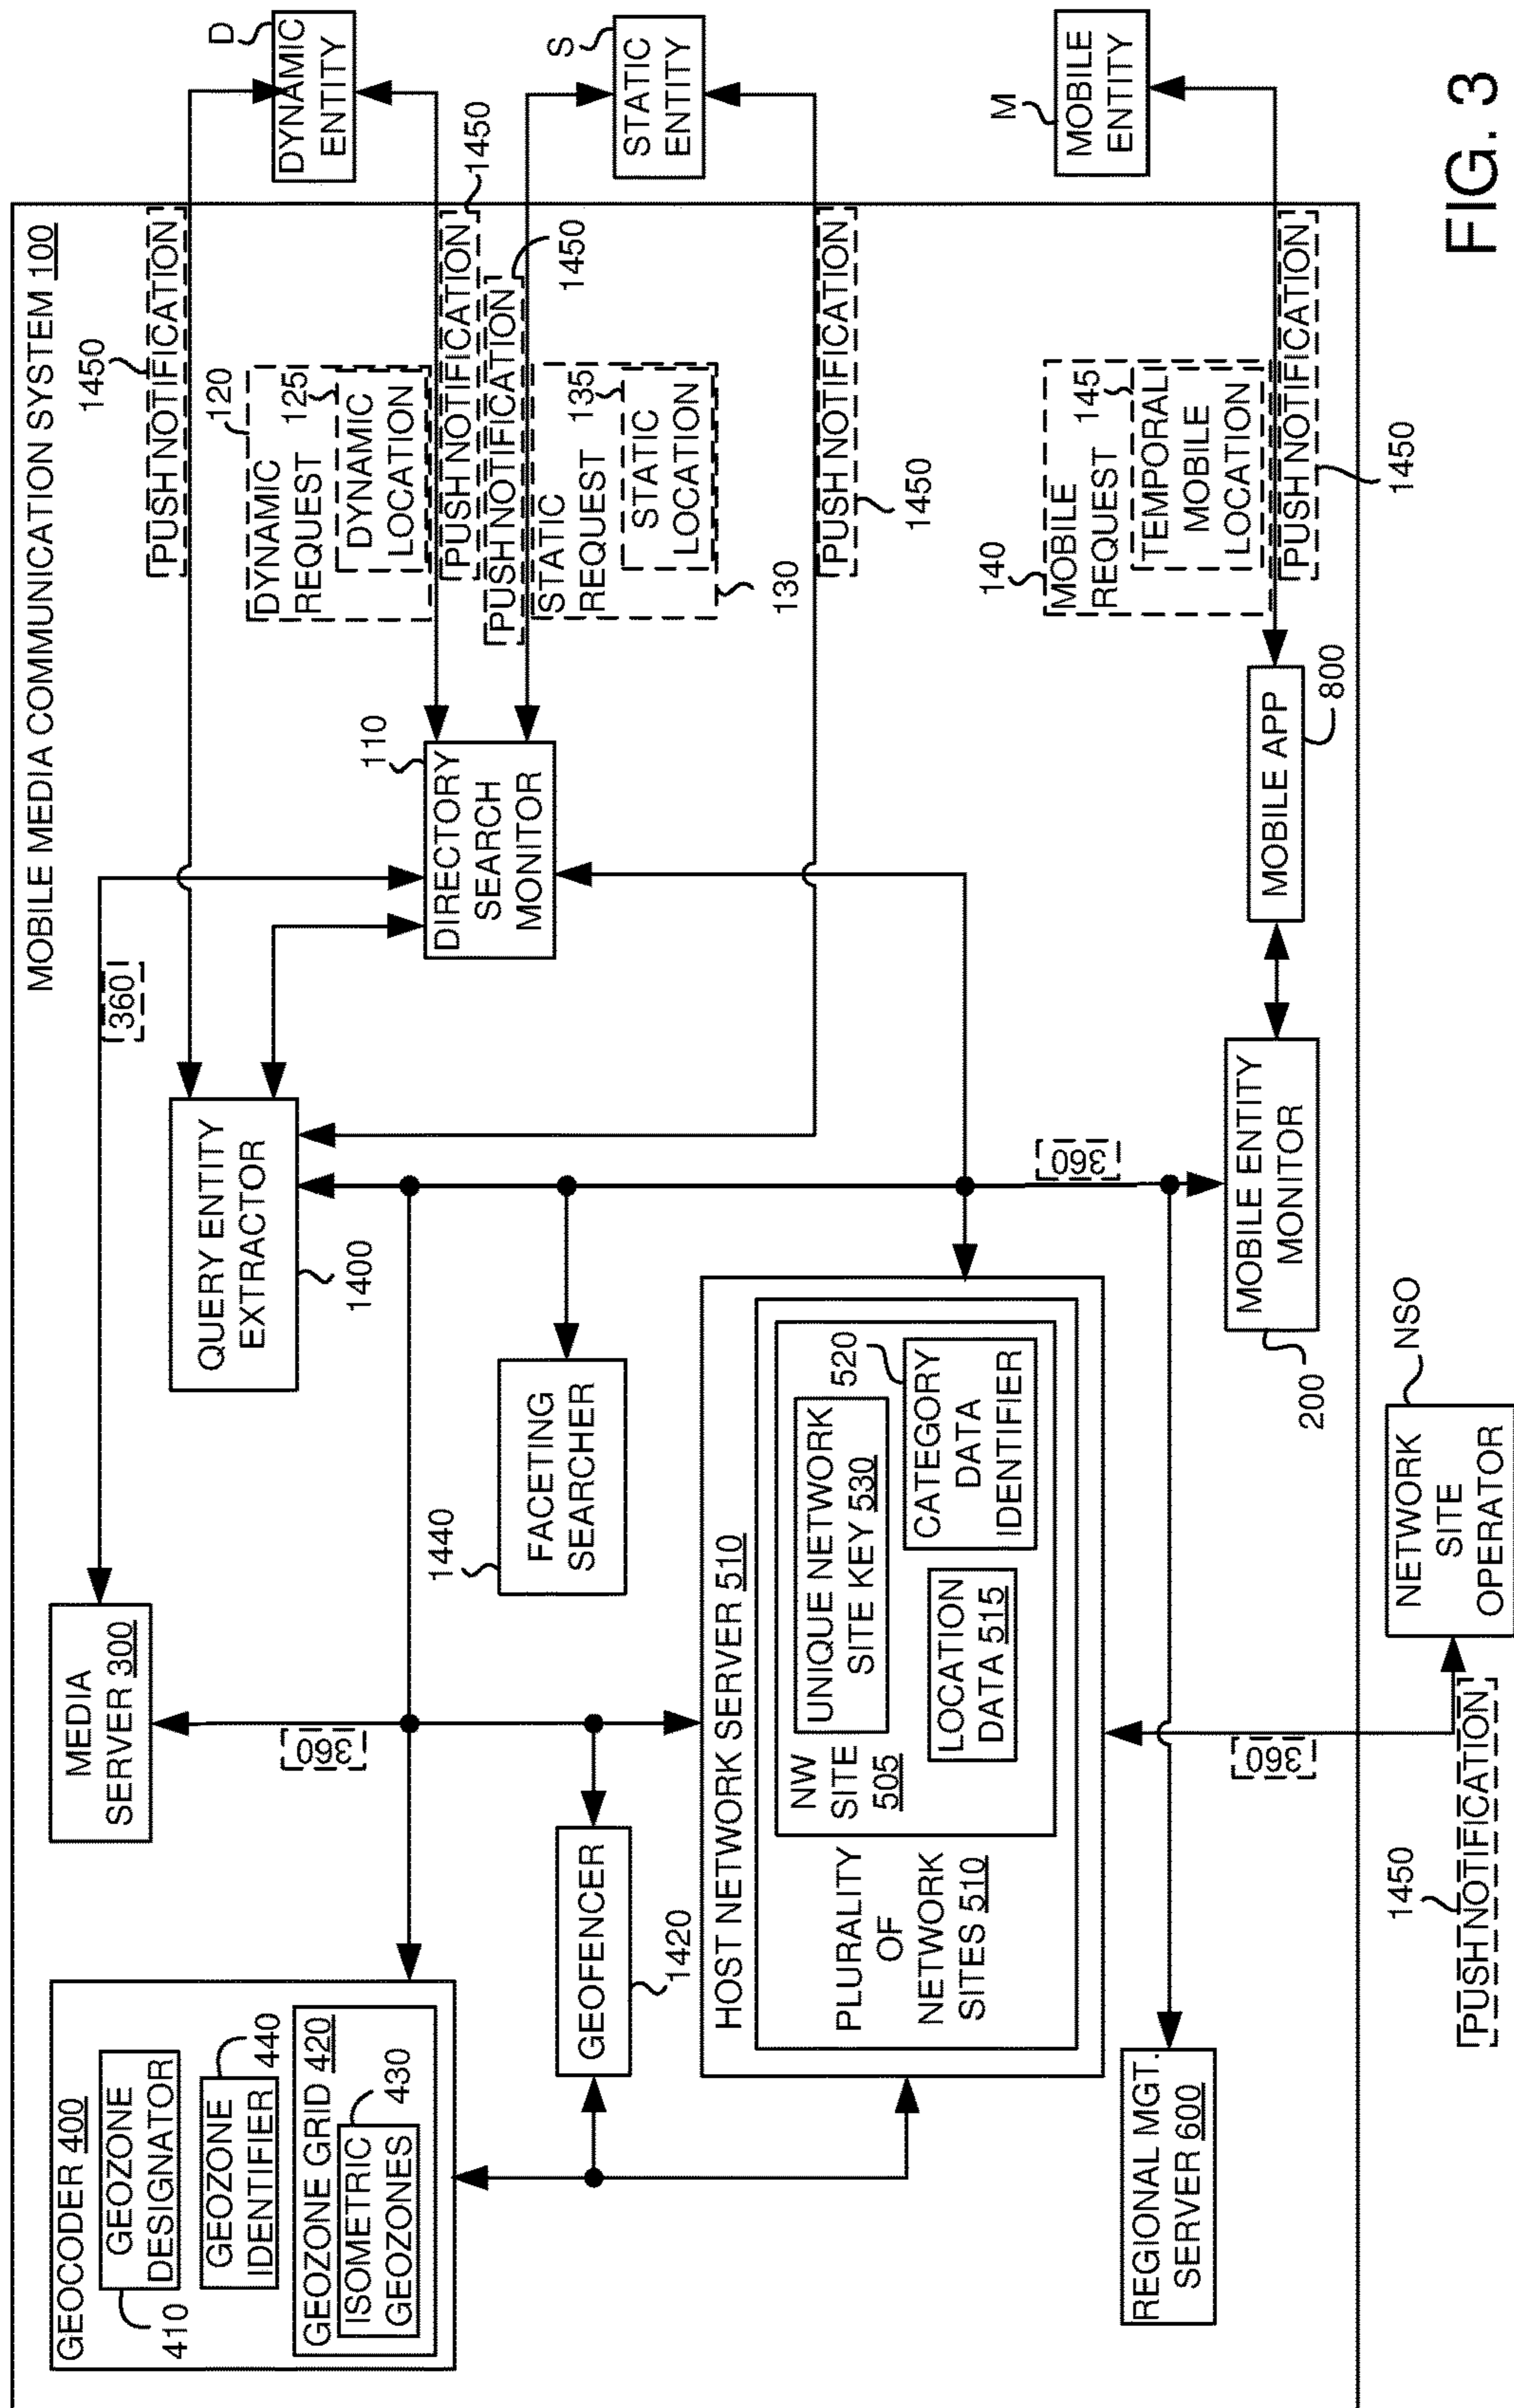 MOBILE MEDIA COMMUNICATION SYSTEM 100
GEOCODER 400
GEOZONE
DESIGNATOR
410
GEOZONE
IDENTIFIER
440
GEOZONE GRID 420
ISOMETRIC
GEOZONES
430
MEDIA
SERVER 300
360
360
QUERY ENTITY
EXTRACTOR
1400
1450
PUSH NOTIFICATION
D
DYNAMIC
ENTITY
120
DYNAMIC
REQUEST
125
DYNAMIC
LOCATION
PUSH NOTIFICATION
1450
110
DIRECTORY
SEARCH
MONITOR
PUSH NOTIFICATION
1450
S
STATIC
ENTITY
STATIC
REQUEST
135
STATIC
LOCATION
130
PUSH NOTIFICATION
1450
GEOFENCER
1420
1440
FACETING
SEARCHER
HOST NETWORK SERVER 510
PLURALITY
OF
NETWORK
SITES 510
NW
SITE
505
UNIQUE NETWORK
SITE KEY 530
520
LOCATION
DATA 515
CATEGORY
DATA
IDENTIFIER
360
M
MOBILE
ENTITY
140
MOBILE
REQUEST
145
TEMPORAL
MOBILE
LOCATION
PUSH NOTIFICATION
1450
MOBILE APP
800
MOBILE ENTITY
MONITOR
200
REGIONAL MGT.
SERVER 600
360
NSO
NETWORK
SITE
OPERATOR
1450
PUSH NOTIFICATION
FIG. 3